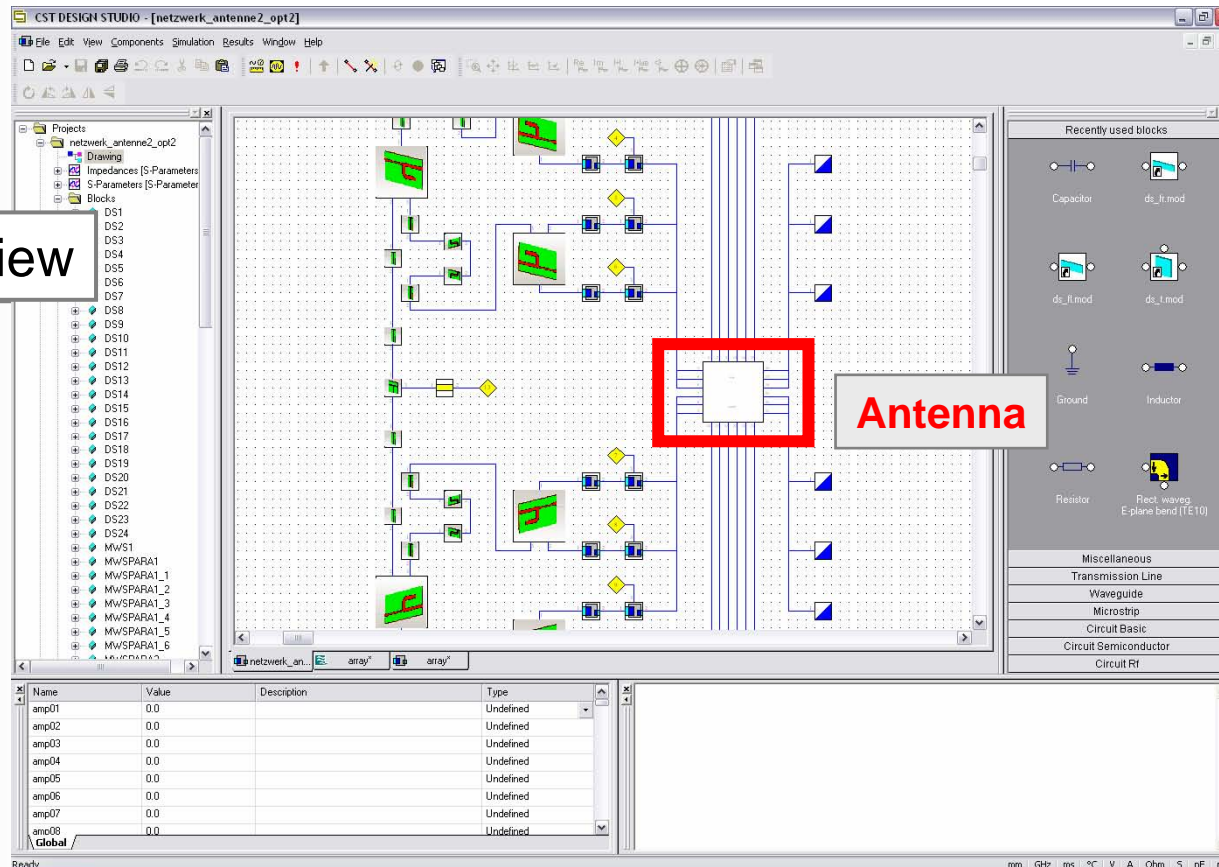 CST DESIGN STUDIO - [netzwerk_antenne2_opt2]
File Edit View Components Simulation Results Window Help
Projects
netzwerk_antenne2_opt2
Drawing
Impedances [S-Parameters
S-Parameters [S-Parameter
Blocks
DS1
DS2
DS3
DS4
DS5
DS6
DS7
DS8
DS9
DS10
DS11
DS12
DS13
DS14
DS15
DS16
DS17
DS18
DS19
DS20
DS21
DS22
DS23
DS24
MWS1
MWSPARA1
MWSPARA1_1
MWSPARA1_2
MWSPARA1_3
MWSPARA1_4
MWSPARA1_5
MWSPARA1_6
iew
Antenna
netzwerk_an...
array*
array*
Recently used blocks
Capacitor
ds_lr.mod
ds_fl.mod
ds_t.mod
Ground
Inductor
Resistor
Rect. waveg.
E-plane bend (TE10)
Miscellaneous
Transmission Line
Waveguide
Microstrip
Circuit Basic
Circuit Semiconductor
Circuit Rf
Name Value Description Type
amp01 0.0 Undefined
amp02 0.0 Undefined
amp03 0.0 Undefined
amp04 0.0 Undefined
amp05 0.0 Undefined
amp06 0.0 Undefined
amp07 0.0 Undefined
amp08 0.0 Undefined
Global
Ready
mm GHz ns °C V A Ohm S pF